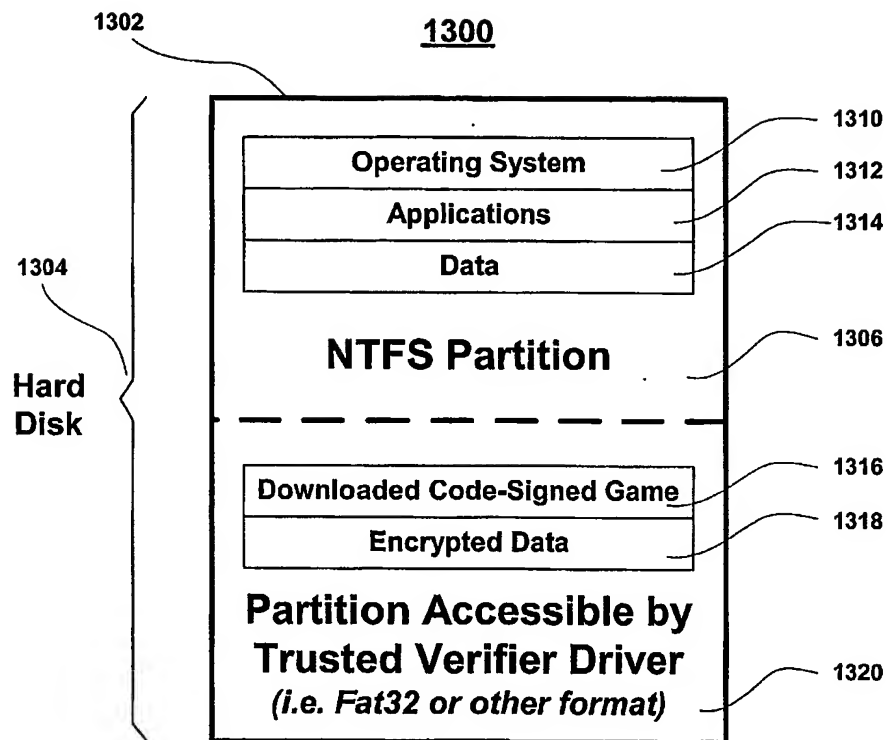 1302
1300
1310
Operating System
1312
Applications
1314
Data
1304
1306
NTFS Partition
Hard
Disk
1316
Downloaded Code-Signed Game
1318
Encrypted Data
Partition Accessible by
Trusted Verifier Driver
1320
(i.e. Fat32 or other format)